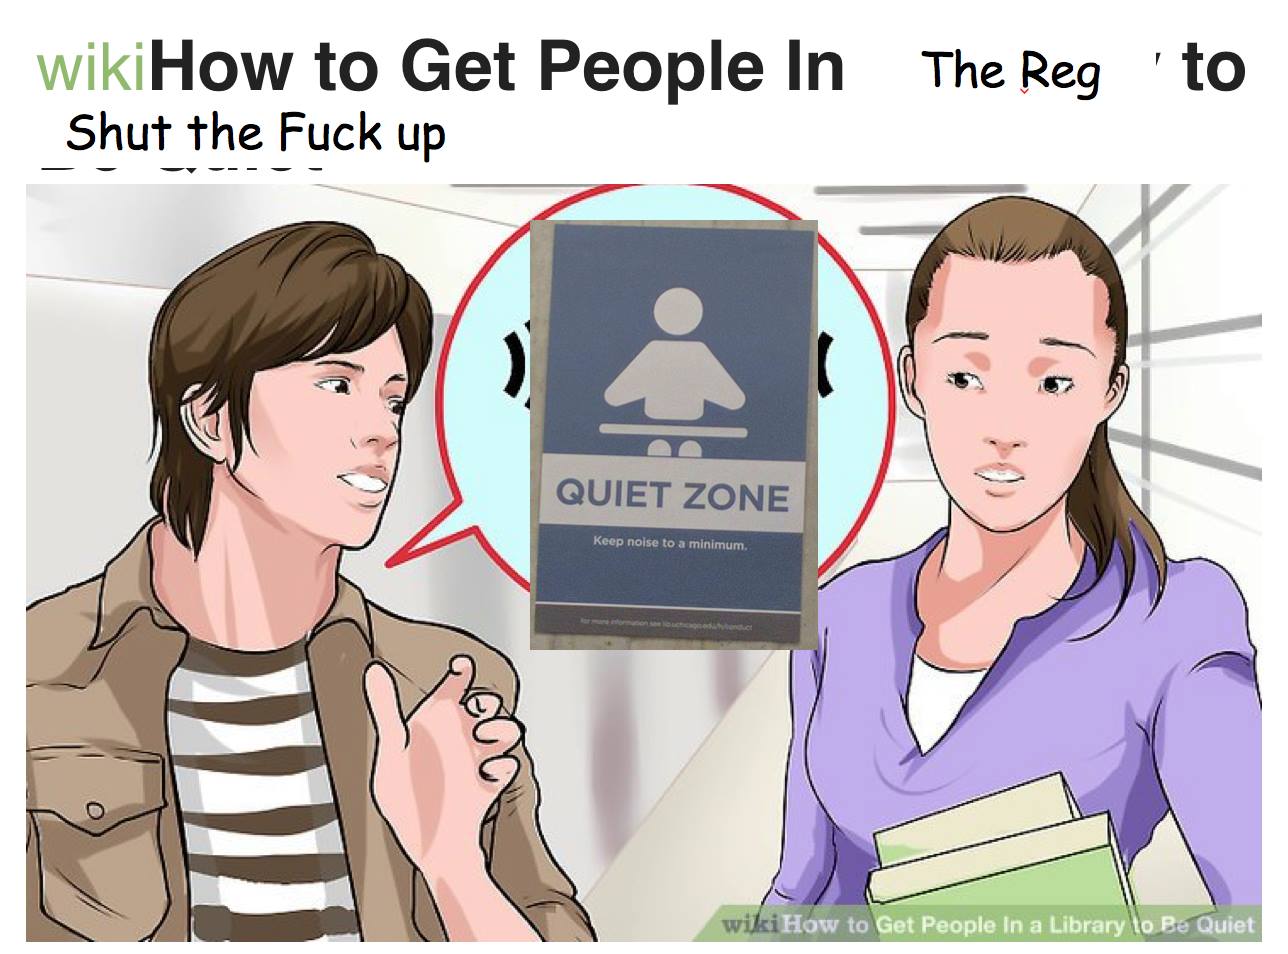 wikiHow to Get People In The Reg to
Shut the Fuck up
QUIET ZONE
Keep noise to a minimum.
for more information see lib.uchicago.edu/h/conduct
wikiHow to Get People In a Library to Be Quiet